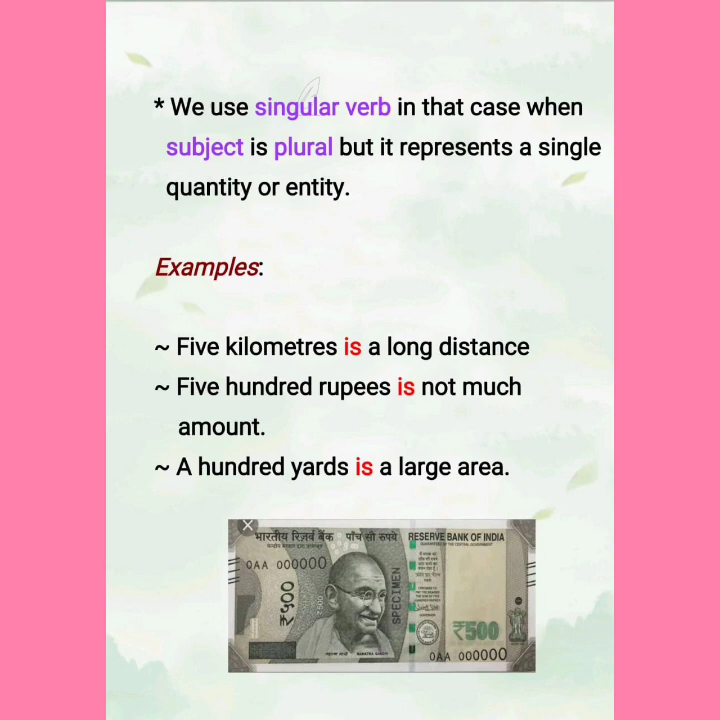 * We use singular verb in that case when
subject is plural but it represents a single
quantity or entity.
Examples:
~ Five kilometres is a long distance
~ Five hundred rupees is not much
amount.
~ A hundred yards is a large area.
भारतीय रिज़र्व बैंक पाँच सौ रुपये RESERVE BANK OF INDIA
0AA 000000
₹५००
SPECIMEN
₹500
0AA 000000